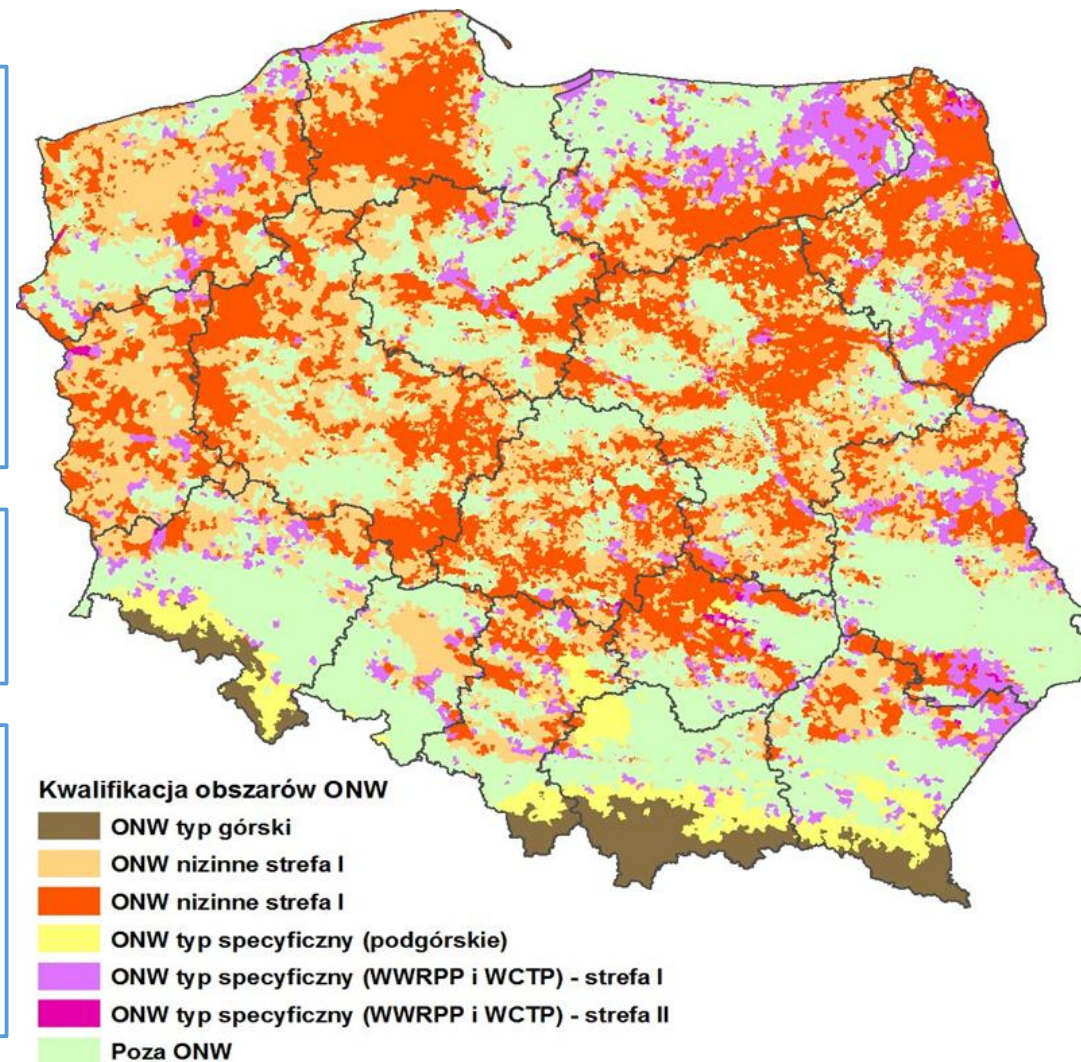 Kwalifikacja obszarów ONW
ONW typ górski
ONW nizinne strefa I
ONW nizinne strefa I
ONW typ specyficzny (podgórskie)
ONW typ specyficzny (WWRPP i WCTP) - strefa I
ONW typ specyficzny (WWRPP i WCTP) - strefa II
Poza ONW